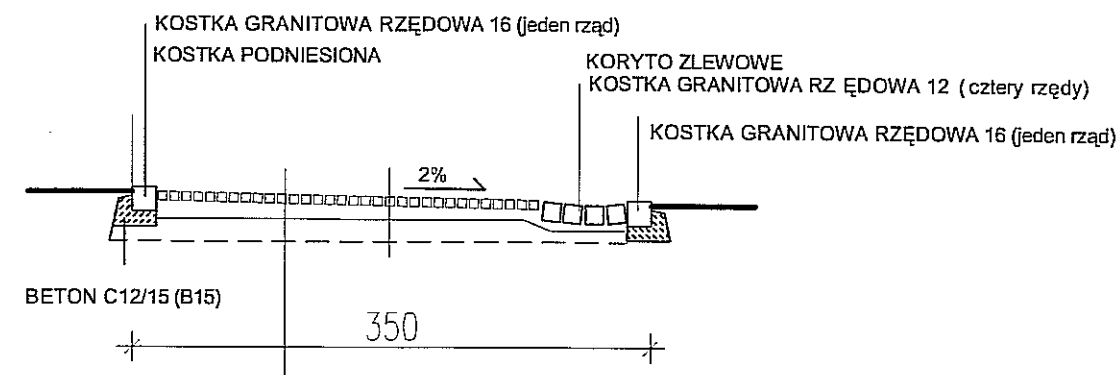 KOSTKA GRANITOWA RZĘDOWA 16 (jeden rząd)
KOSTKA PODNIESIONA
KORYTO ZLEWOWE
KOSTKA GRANITOWA RZ ĘDOWA 12 (cztery rzędy)
KOSTKA GRANITOWA RZĘDOWA 16 (jeden rząd)
2%
BETON C12/15 (B15)
350